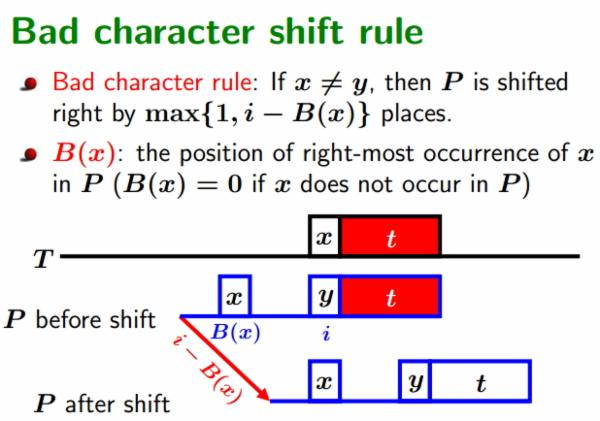 Bad character shift rule
Bad character rule: If x ≠ y, then P is shifted
right by max{1, i − B(x)} places.
B(x): the position of right-most occurrence of x
in P (B(x) = 0 if x does not occur in P)
x t
T
x y t
P before shift B(x) i
i − B(x)
x y t
P after shift